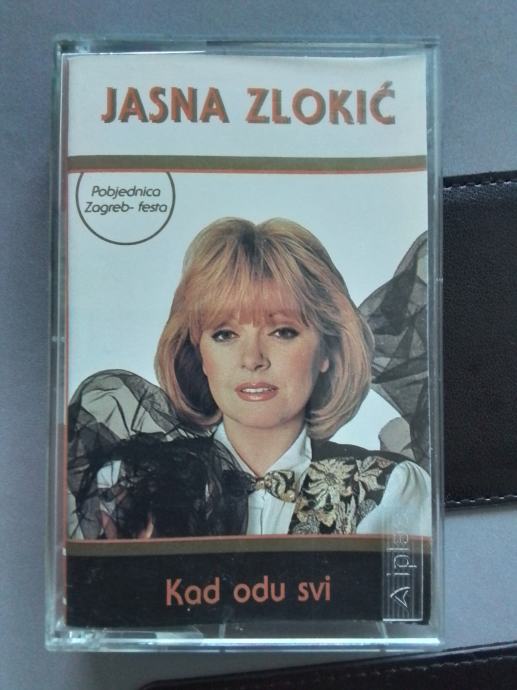 JASNA ZLOKIĆ
Pobjednica
Zagreb- festa
Kad odu svi